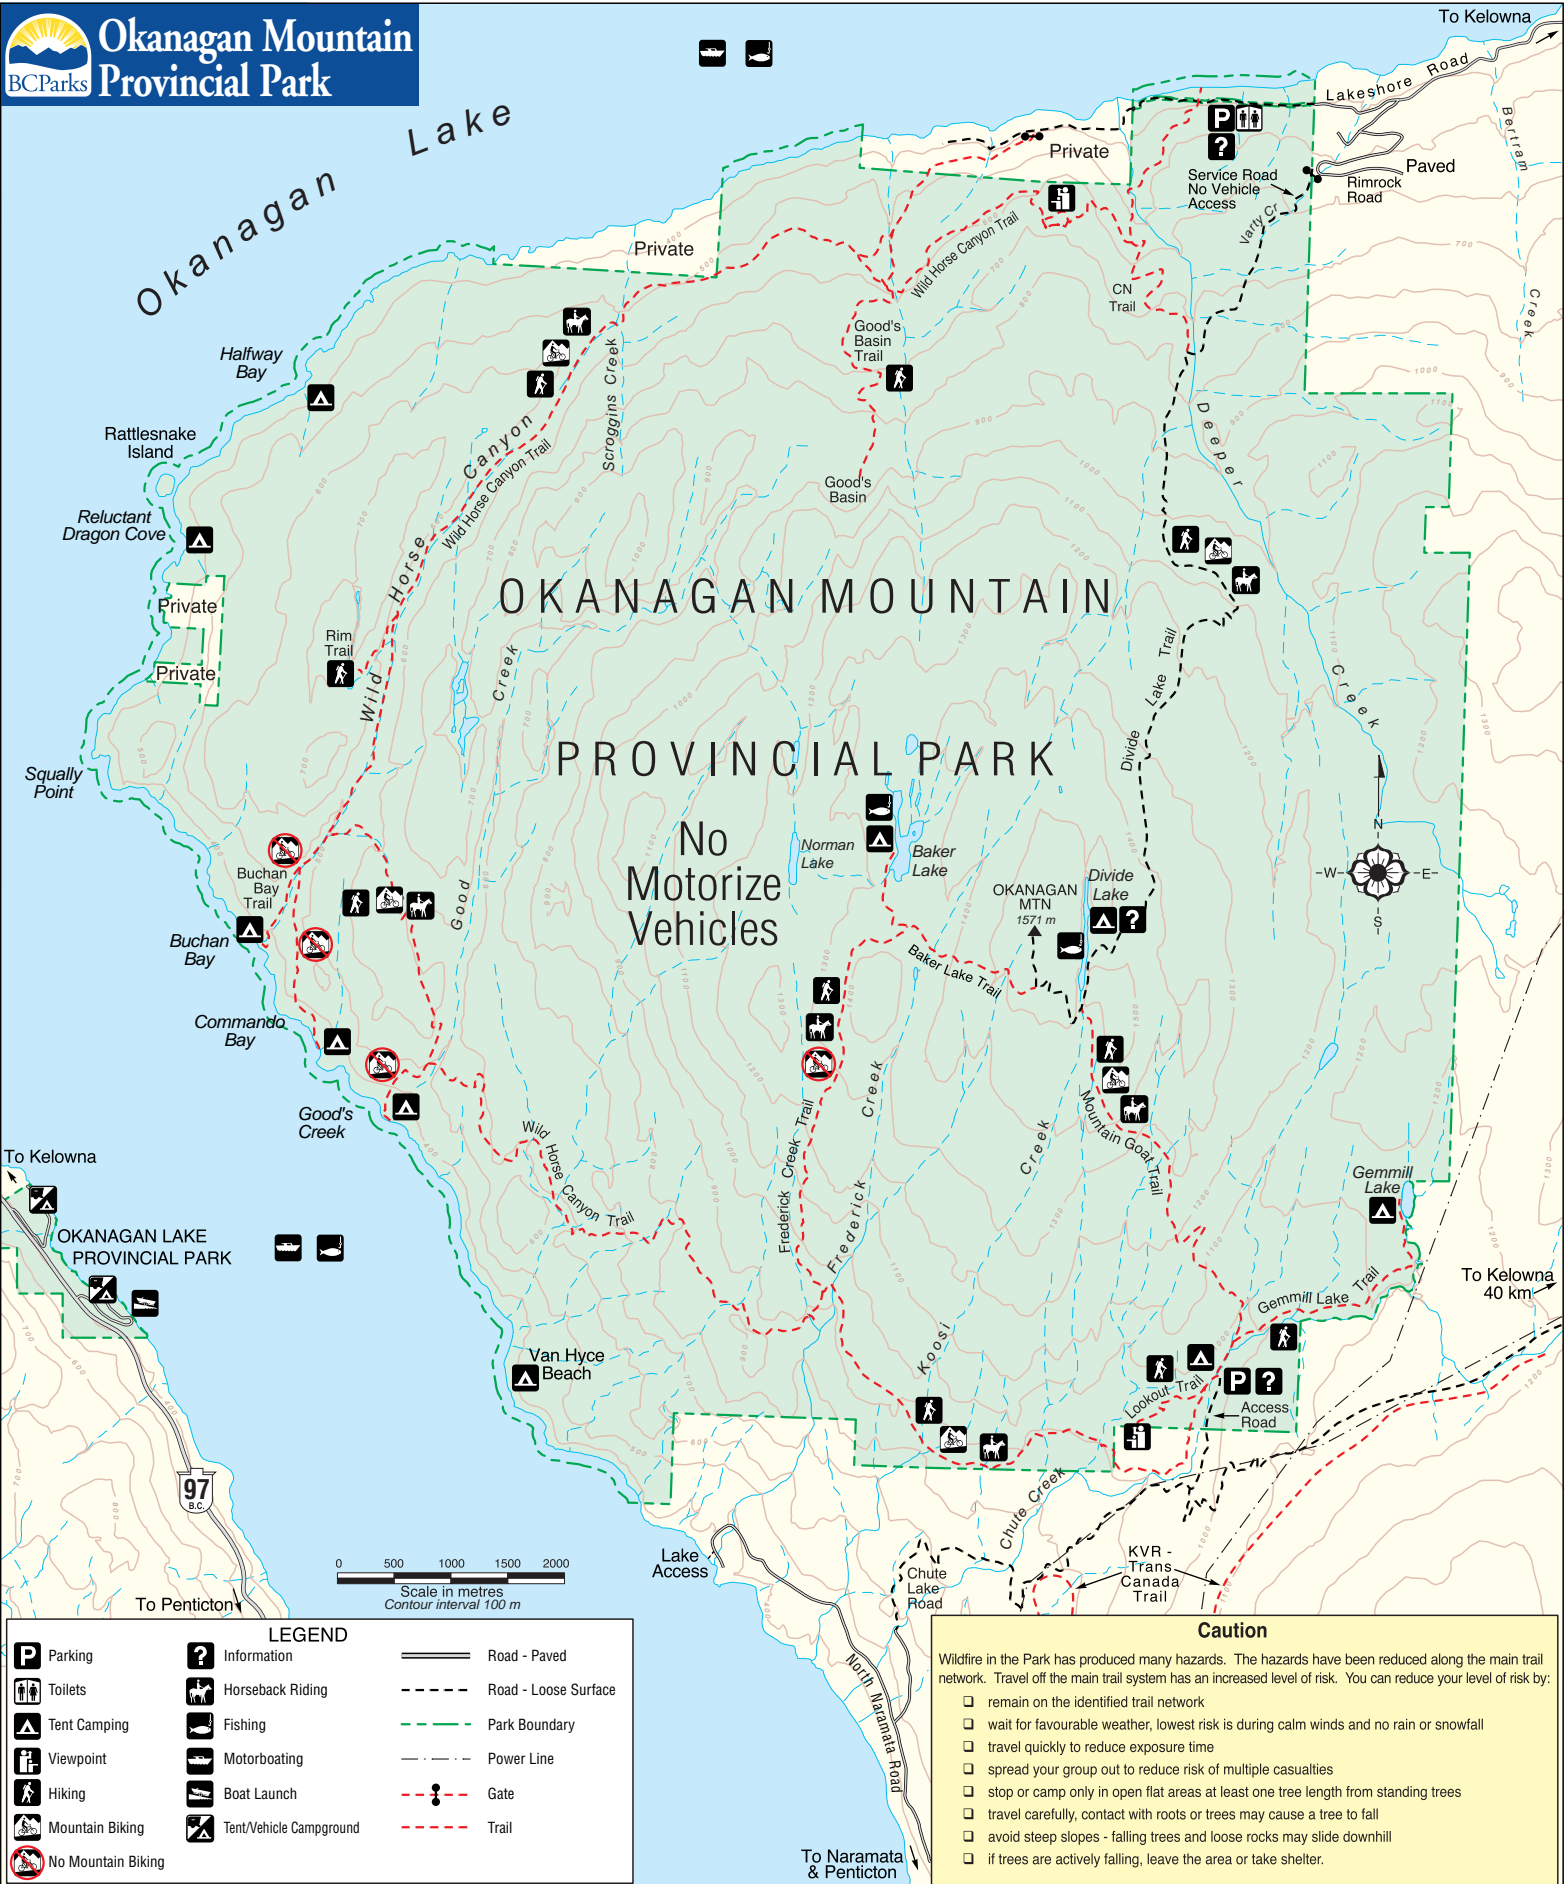 BCParks
Okanagan Mountain
Provincial Park
To Kelowna
Okanagan Lake
Lakeshore Road
Bertram
Creek
Private
P
?
Service Road
No Vehicle
Access
Paved
Rimrock
Road
Varty Cr
Private
Wild Horse Canyon Trail
CN
Trail
Good's
Basin
Trail
Good's
Basin
Halfway
Bay
Scroggins Creek
Wild Horse Canyon
Wild Horse Canyon Trail
Deeper
Creek
Rattlesnake
Island
Reluctant
Dragon Cove
Private
Private
Rim
Trail
OKANAGAN MOUNTAIN
PROVINCIAL PARK
No
Motorize
Vehicles
Good Creek
Divide Lake Trail
Squally
Point
Norman
Lake
Baker
Lake
OKANAGAN
MTN
1571 m
Divide
Lake
?
N
W
E
S
Buchan
Bay
Trail
Buchan
Bay
Baker Lake Trail
Commando
Bay
Good's
Creek
Frederick Creek Trail
Frederick Creek
Koosi Creek
Mountain Goat Trail
Wild Horse Canyon Trail
Gemmill
Lake
Gemmill Lake Trail
To Kelowna
OKANAGAN LAKE
PROVINCIAL PARK
To Kelowna
40 km
Van Hyce
Beach
Lookout Trail
P
?
Access
Road
97
B.C.
Chute Creek
Lake
Access
Chute
Lake
Road
KVR -
Trans
Canada
Trail
0 500 1000 1500 2000
Scale in metres
Contour interval 100 m
To Penticton
North Naramata Road
To Naramata
& Penticton
LEGEND
P Parking
Toilets
Tent Camping
Viewpoint
Hiking
Mountain Biking
No Mountain Biking
? Information
Horseback Riding
Fishing
Motorboating
Boat Launch
Tent/Vehicle Campground
Road - Paved
Road - Loose Surface
Park Boundary
Power Line
Gate
Trail
Caution
Wildfire in the Park has produced many hazards. The hazards have been reduced along the main trail
network. Travel off the main trail system has an increased level of risk. You can reduce your level of risk by:
❑ remain on the identified trail network
❑ wait for favourable weather, lowest risk is during calm winds and no rain or snowfall
❑ travel quickly to reduce exposure time
❑ spread your group out to reduce risk of multiple casualties
❑ stop or camp only in open flat areas at least one tree length from standing trees
❑ travel carefully, contact with roots or trees may cause a tree to fall
❑ avoid steep slopes - falling trees and loose rocks may slide downhill
❑ if trees are actively falling, leave the area or take shelter.